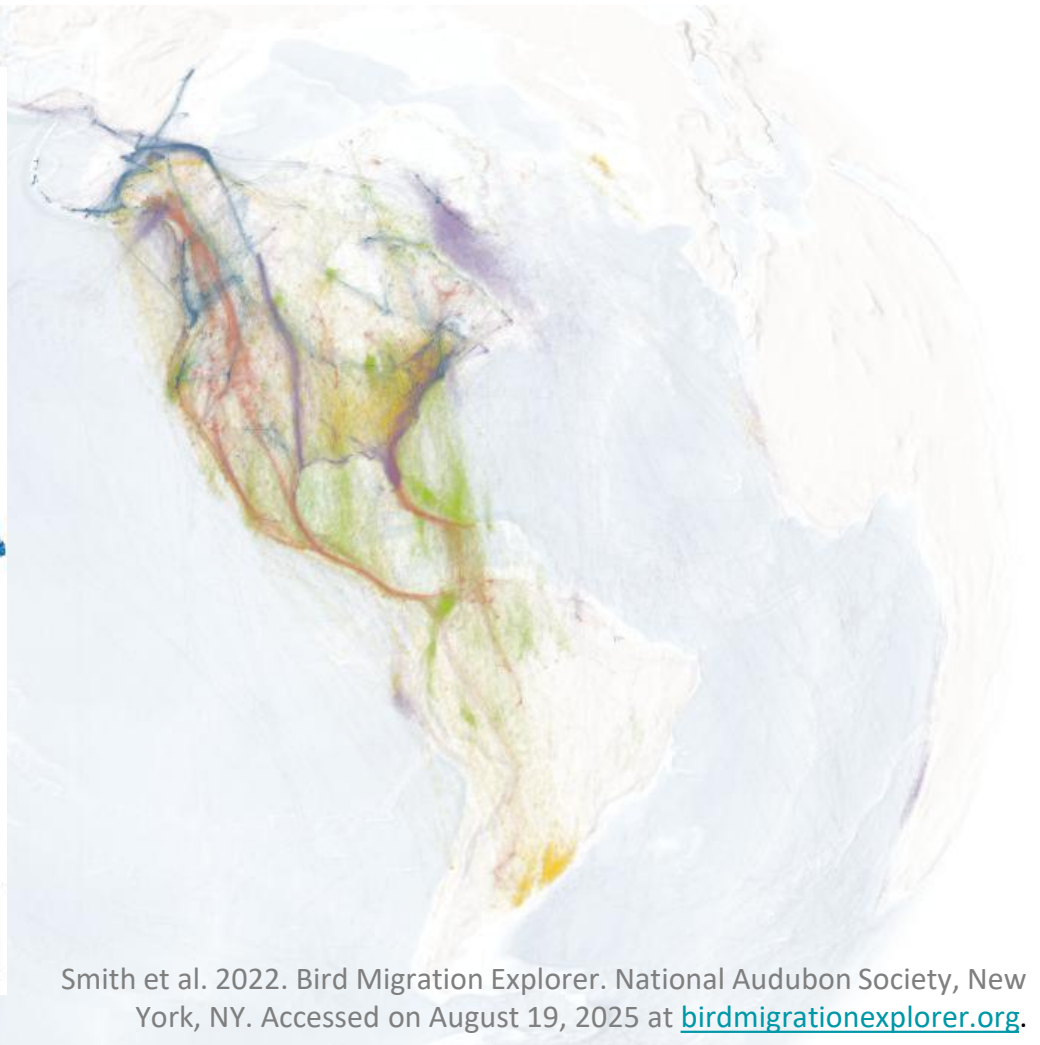 Smith et al. 2022. Bird Migration Explorer. National Audubon Society, New
York, NY. Accessed on August 19, 2025 at birdmigrationexplorer.org.